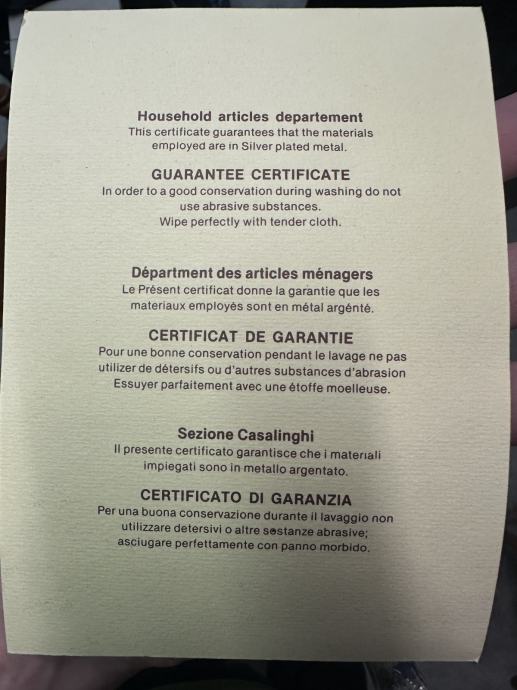 Household articles departement
This certificate guarantees that the materials
employed are in Silver plated metal.
GUARANTEE CERTIFICATE
In order to a good conservation during washing do not
use abrasive substances.
Wipe perfectly with tender cloth.
Départment des articles ménagers
Le Présent certificat donne la garantie que les
materiaux employés sont en métal argénté.
CERTIFICAT DE GARANTIE
Pour une bonne conservation pendant le lavage ne pas
utilizer de détersifs ou d'autres substances d'abrasion
Essuyer parfaitement avec une étoffe moelleuse.
Sezione Casalinghi
Il presente certificato garantisce che i materiali
impiegati sono in metallo argentato.
CERTIFICATO DI GARANZIA
Per una buona conservazione durante il lavaggio non
utilizzare detersivi o altre sostanze abrasive;
asciugare perfettamente con panno morbido.